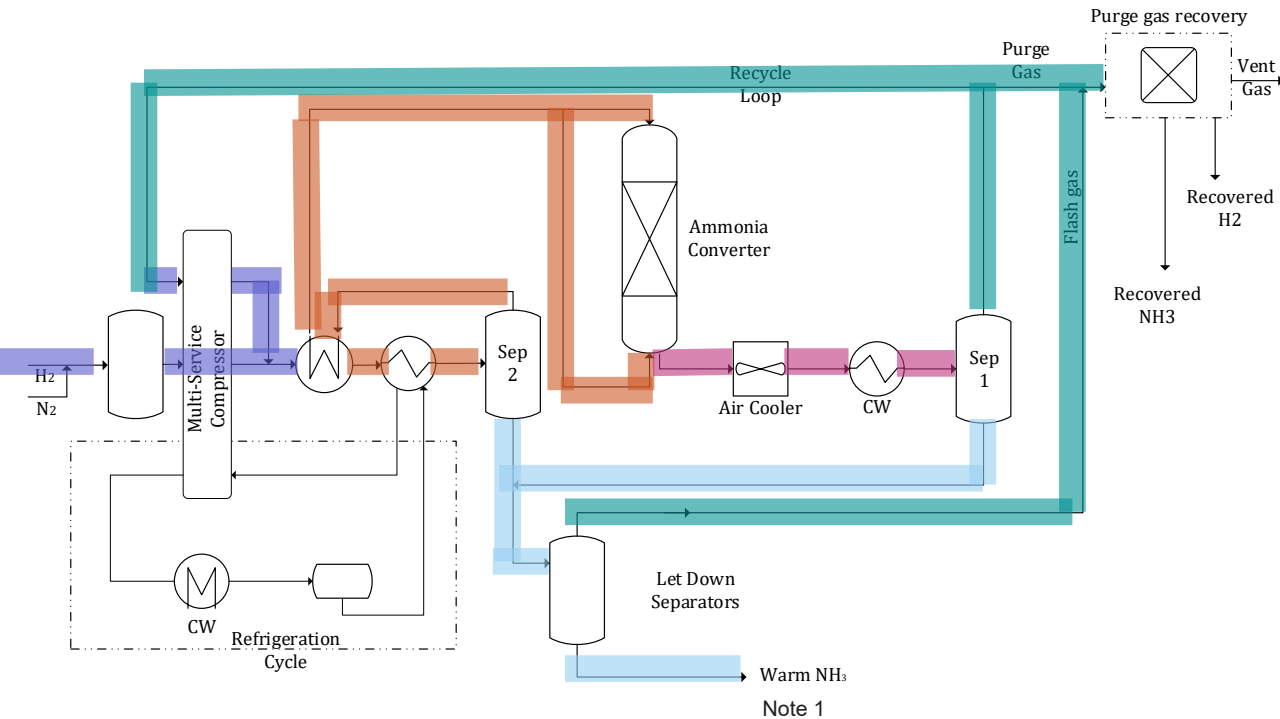 Purge gas recovery
Purge
Gas
Vent
Gas
Recycle
Loop
Flash gas
Recovered
H2
Ammonia
Converter
Recovered
NH3
Multi-Service
Compressor
Sep
2
Sep
1
H₂
N₂
Air Cooler
CW
Let Down
Separators
CW
Refrigeration
Cycle
Warm NH₃
Note 1